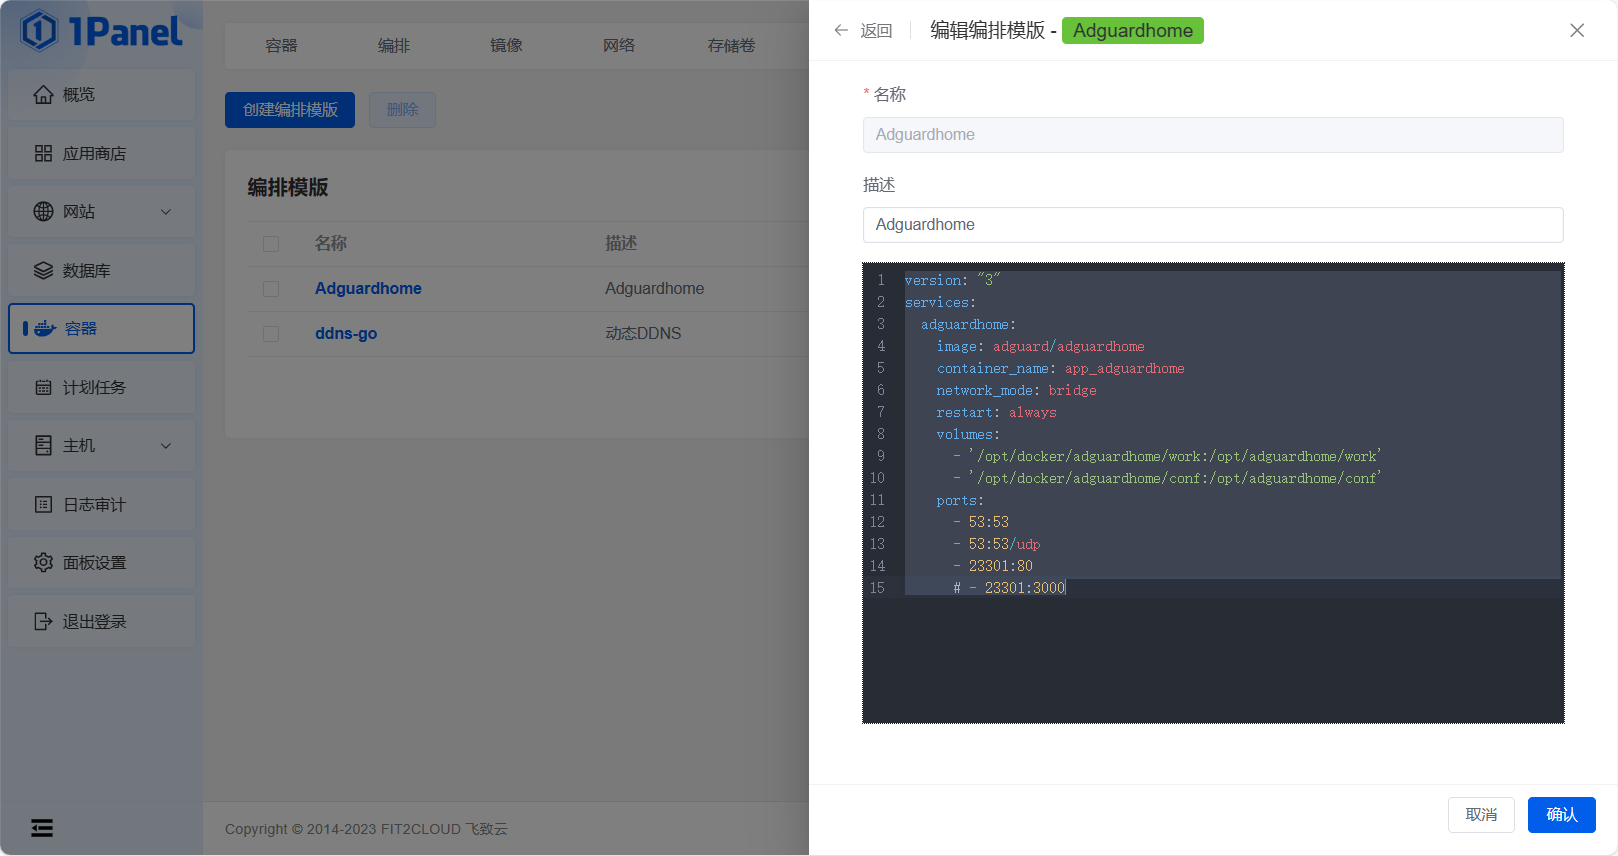 1Panel
概览
应用商店
网站
数据库
容器
计划任务
主机
日志审计
面板设置
退出登录
容器 编排 镜像 网络 存储卷
创建编排模版 删除
编排模版
名称 描述
Adguardhome Adguardhome
ddns-go 动态DDNS
Copyright © 2014-2023 FIT2CLOUD 飞致云
返回 编辑编排模版 - Adguardhome
* 名称
Adguardhome
描述
Adguardhome
1 version: "3"
2 services:
3   adguardhome:
4     image: adguard/adguardhome
5     container_name: app_adguardhome
6     network_mode: bridge
7     restart: always
8     volumes:
9       - '/opt/docker/adguardhome/work:/opt/adguardhome/work'
10       - '/opt/docker/adguardhome/conf:/opt/adguardhome/conf'
11     ports:
12       - 53:53
13       - 53:53/udp
14       - 23301:80
15       # - 23301:3000
取消 确认